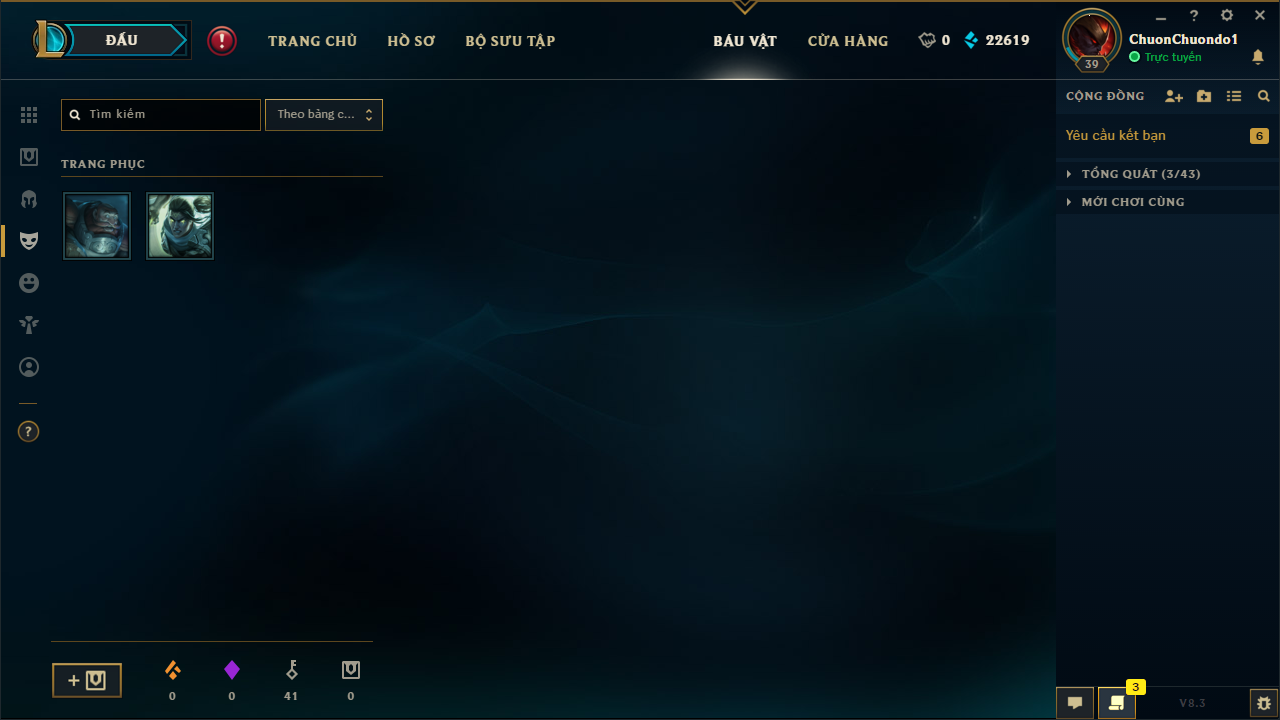 ĐẤU
TRANG CHỦ
HỒ SƠ
BỘ SƯU TẬP
BÁU VẬT
CỬA HÀNG
0
22619
39
ChuonChuondo1
Trực tuyến
Tìm kiếm
Theo bảng c...
CỘNG ĐỒNG
Yêu cầu kết bạn
6
TỔNG QUÁT (3/43)
MỚI CHƠI CÙNG
TRANG PHỤC
?
0
0
41
0
3
V8.3